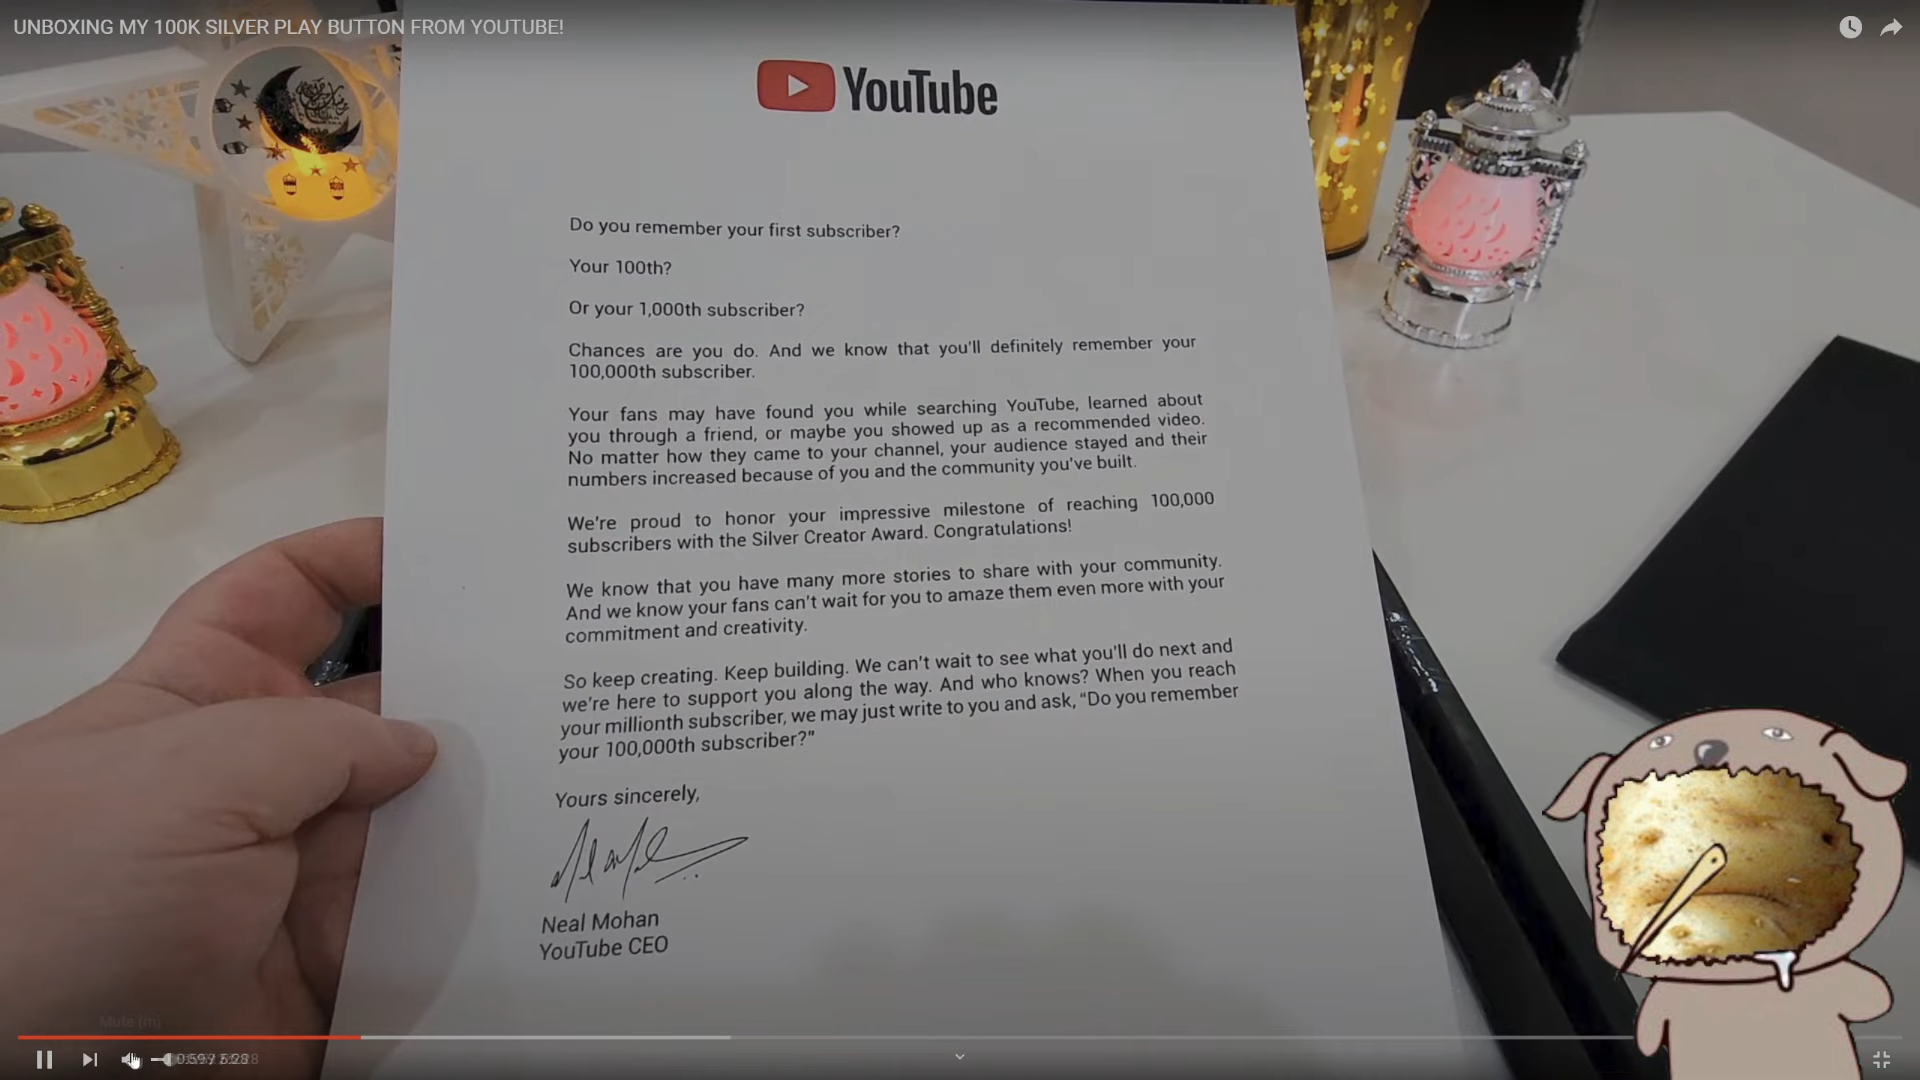 UNBOXING MY 100K SILVER PLAY BUTTON FROM YOUTUBE!
YouTube
Do you remember your first subscriber?
Your 100th?
Or your 1,000th subscriber?
Chances are you do. And we know that you'll definitely remember your
100,000th subscriber.
Your fans may have found you while searching YouTube, learned about
you through a friend, or maybe you showed up as a recommended video.
No matter how they came to your channel, your audience stayed and their
numbers increased because of you and the community you've built.
We're proud to honor your impressive milestone of reaching 100,000
subscribers with the Silver Creator Award. Congratulations!
We know that you have many more stories to share with your community.
And we know your fans can't wait for you to amaze them even more with your
commitment and creativity.
So keep creating. Keep building. We can't wait to see what you'll do next and
we're here to support you along the way. And who knows? When you reach
your millionth subscriber, we may just write to you and ask, “Do you remember
your 100,000th subscriber?”
Yours sincerely,
Neal Mohan
YouTube CEO
Mute (m)
0:59 / 5:28